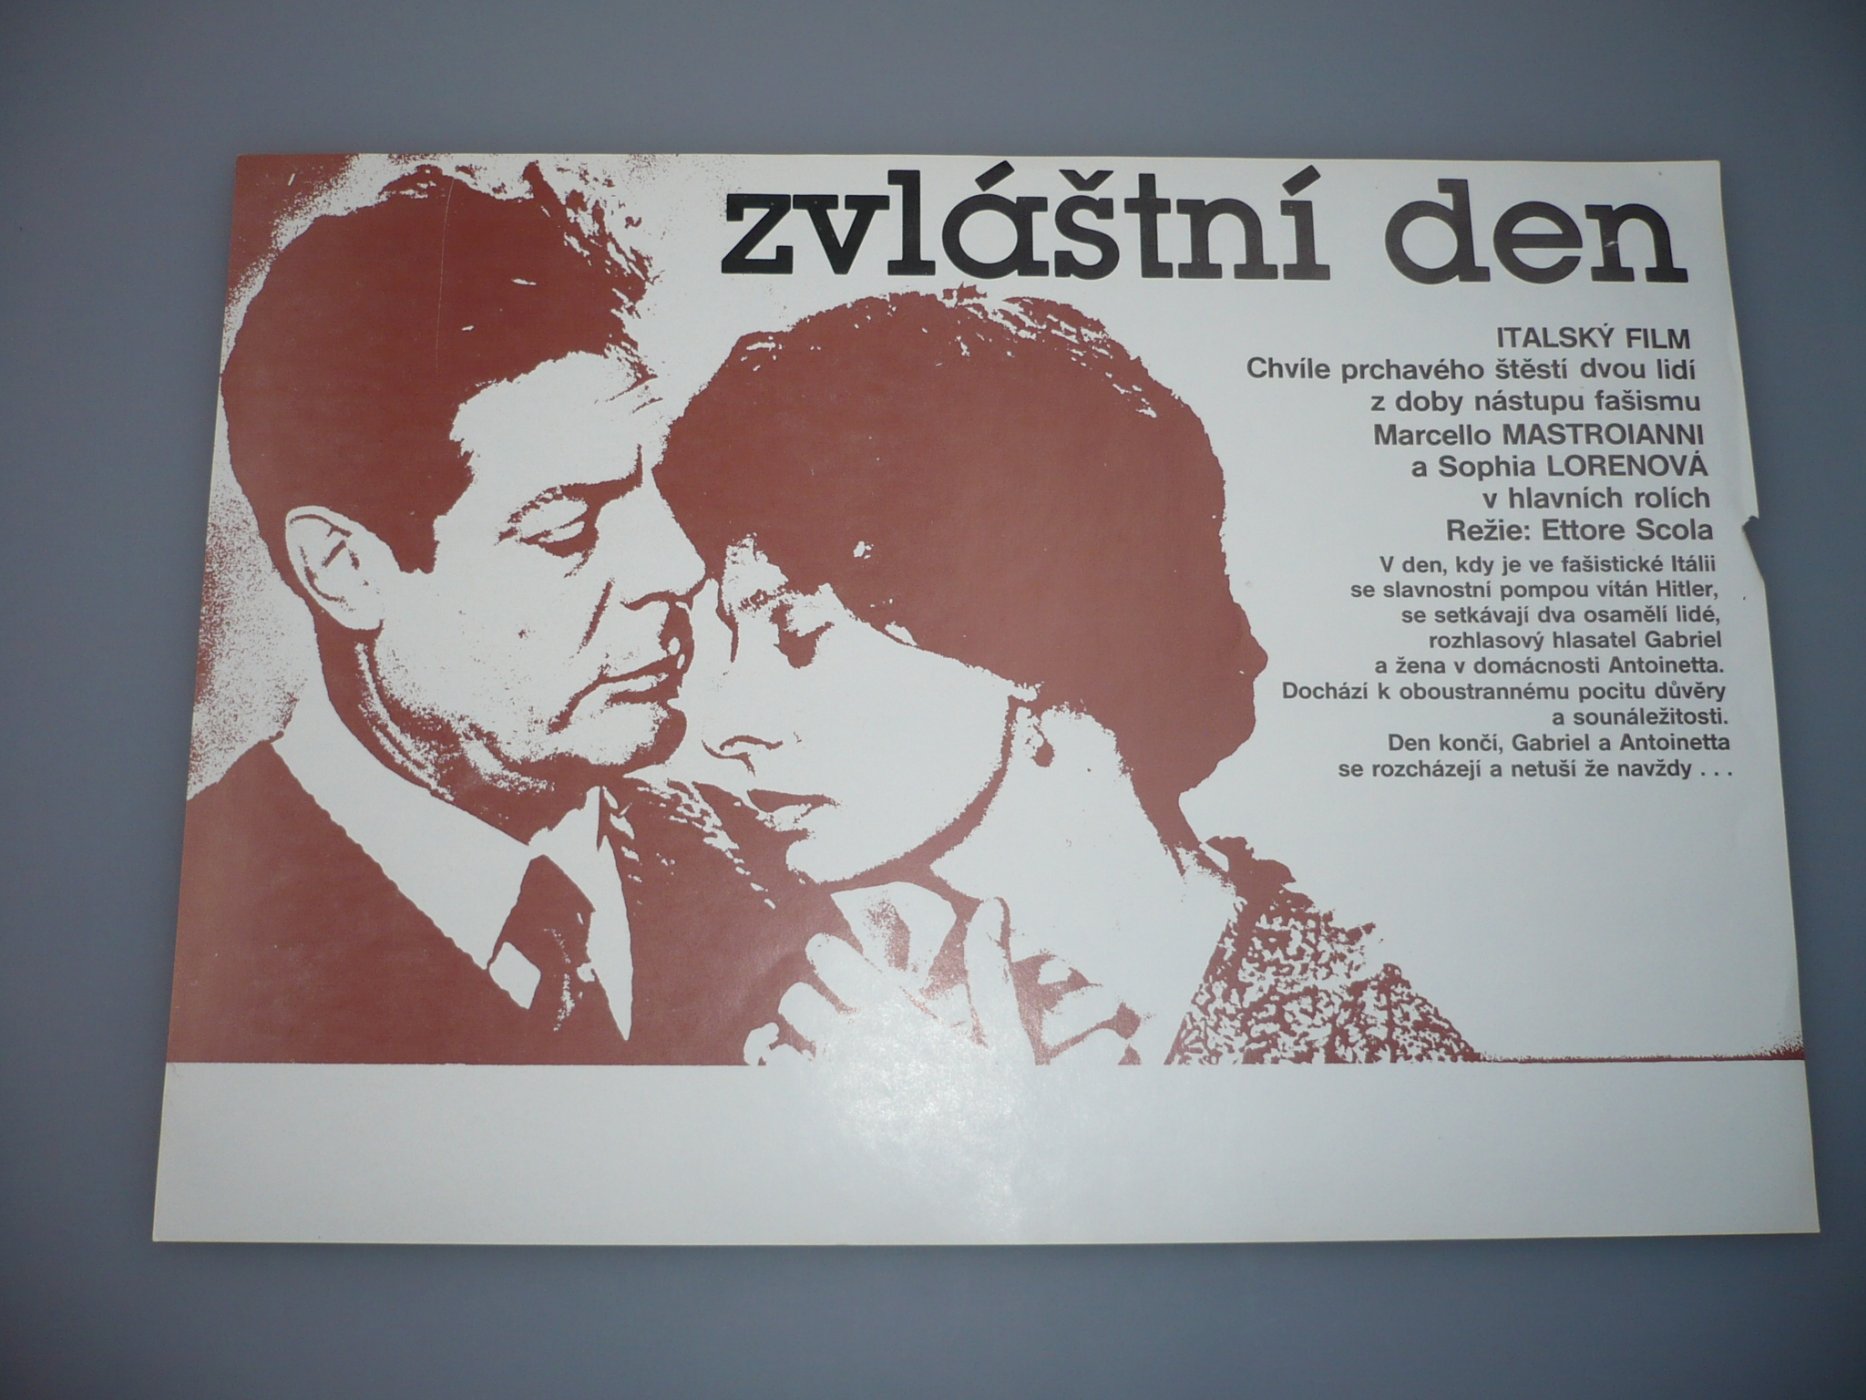 zvláštní den
ITALSKÝ FILM
Chvíle prchavého štěstí dvou lidí
z doby nástupu fašismu
Marcello MASTROIANNI
a Sophia LORENOVÁ
v hlavních rolích
Režie: Ettore Scola
V den, kdy je ve fašistické Itálii
se slavnostní pompou vítán Hitler,
se setkávají dva osamělí lidé,
rozhlasový hlasatel Gabriel
a žena v domácnosti Antoinetta.
Dochází k oboustrannému pocitu důvěry
a sounáležitosti.
Den končí, Gabriel a Antoinetta
se rozcházejí a netuší že navždy . . .